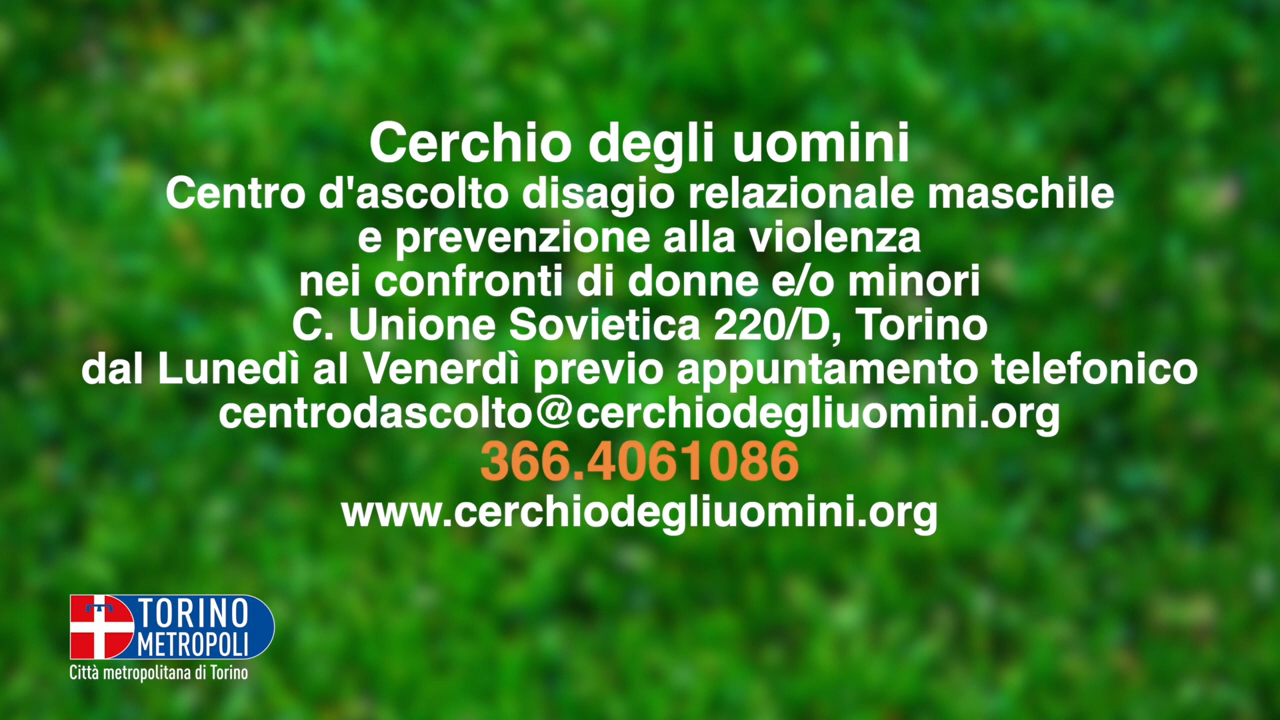 Cerchio degli uomini
Centro d'ascolto disagio relazionale maschile
e prevenzione alla violenza
nei confronti di donne e/o minori
C. Unione Sovietica 220/D, Torino
dal Lunedì al Venerdì previo appuntamento telefonico
centrodascolto@cerchiodegliuomini.org
366.4061086
www.cerchiodegliuomini.org
TORINO
METROPOLI
Città metropolitana di Torino